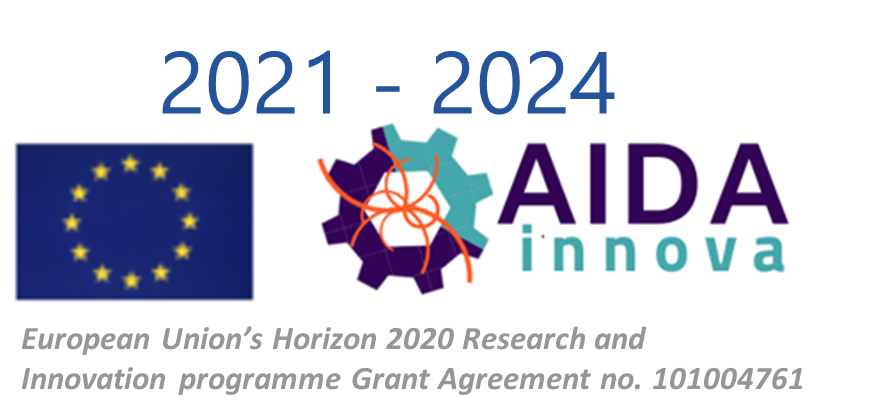 2021 - 2024
AIDA
innova
European Union's Horizon 2020 Research and
Innovation programme Grant Agreement no. 101004761